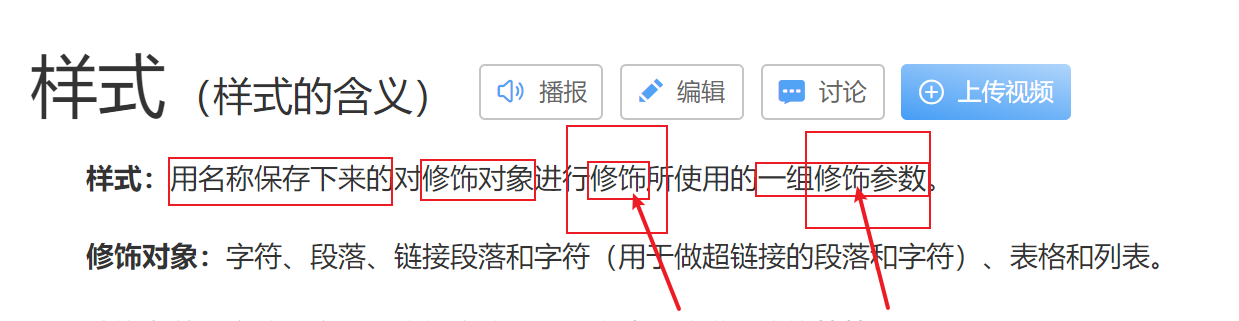 样式（样式的含义） 播报 编辑 讨论 上传视频
样式：用名称保存下来的对修饰对象进行修饰所使用的一组修饰参数。
修饰对象：字符、段落、链接段落和字符（用于做超链接的段落和字符）、表格和列表。